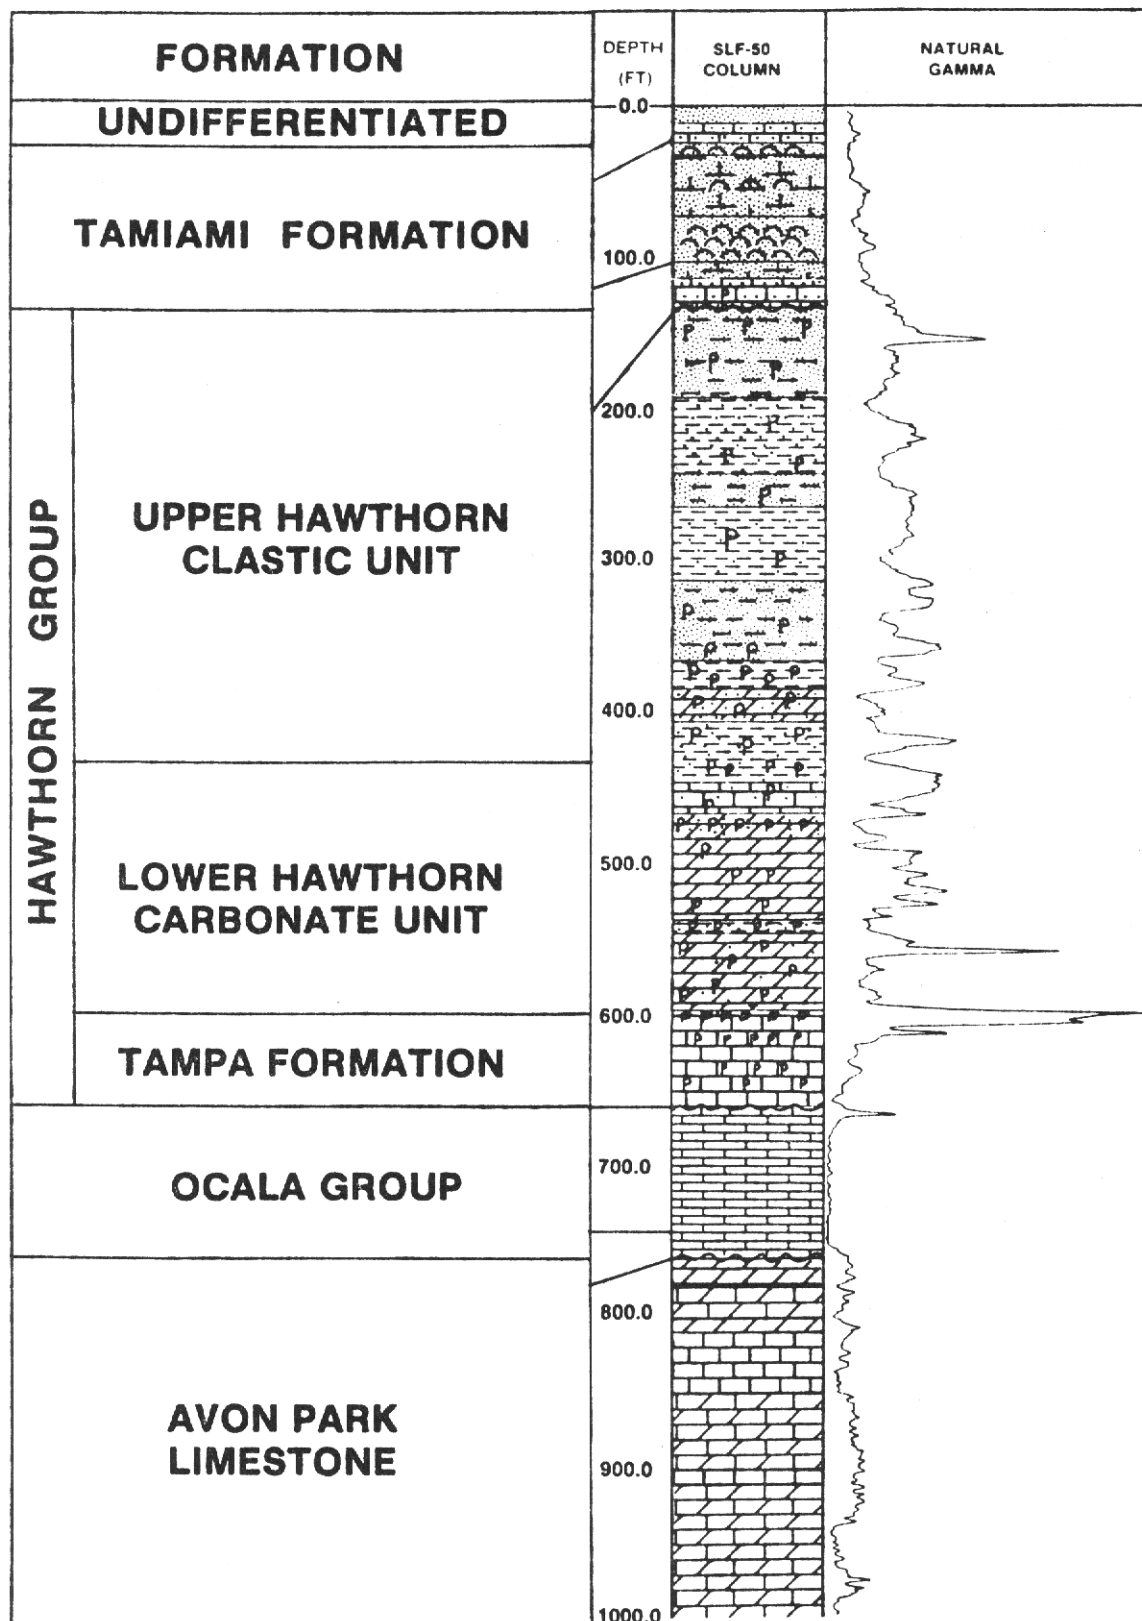 FORMATION
DEPTH
(FT)
SLF-50
COLUMN
NATURAL
GAMMA
UNDIFFERENTIATED
TAMIAMI FORMATION
HAWTHORN GROUP
UPPER HAWTHORN
CLASTIC UNIT
LOWER HAWTHORN
CARBONATE UNIT
TAMPA FORMATION
OCALA GROUP
AVON PARK
LIMESTONE
0.0
100.0
200.0
300.0
400.0
500.0
600.0
700.0
800.0
900.0
1000.0